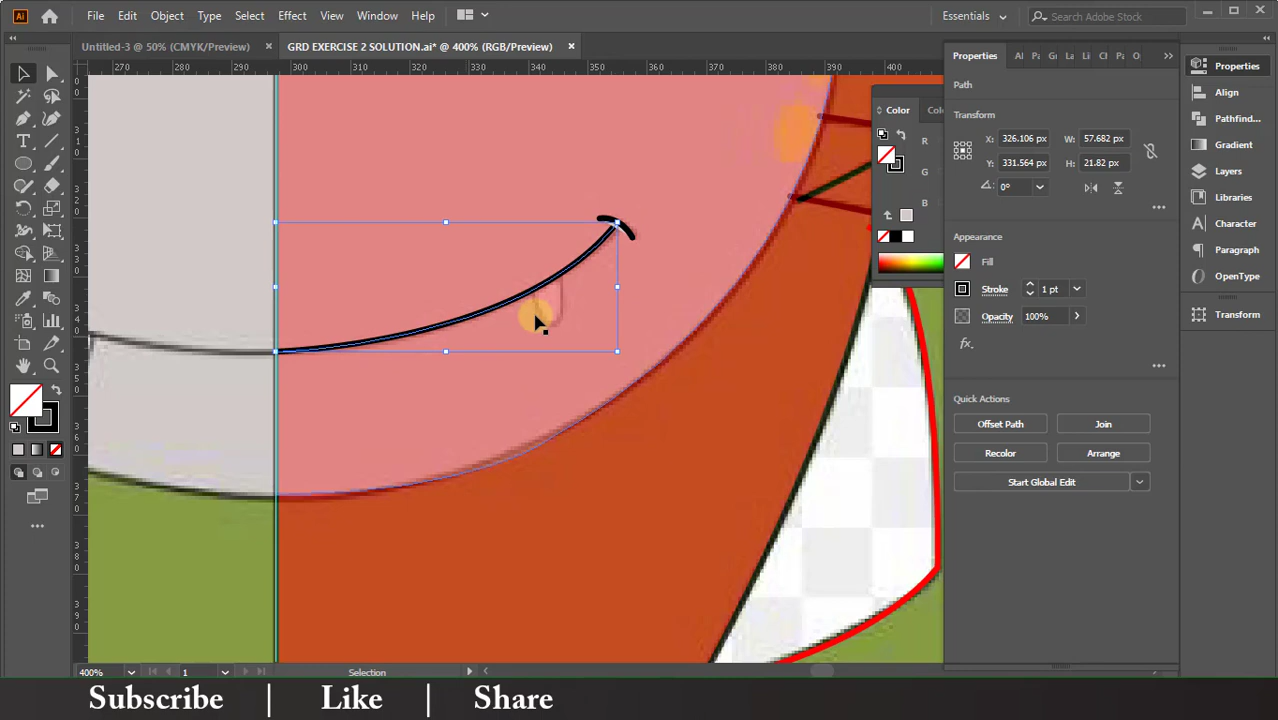 Ai File Edit Object Type Select Effect View Window Help Essentials Search Adobe Stock
Untitled-3 @ 50% (CMYK/Preview) × GRD EXERCISE 2 SOLUTION.ai* @ 400% (RGB/Preview) ×
270 280 290 300 310 320 330 340 350 360 370 380 390 400
Properties
Path
Transform
X: 326.106 px W: 57.682 px
Y: 331.564 px H: 21.82 px
0°
Appearance
Fill
Stroke 1 pt
Opacity 100%
fx.
Quick Actions
Offset Path Join
Recolor Arrange
Start Global Edit
Color
R
G
B
Properties
Align
Pathfind...
Gradient
Layers
Libraries
Character
Paragraph
OpenType
Transform
400% 1 Selection
Subscribe | Like | Share